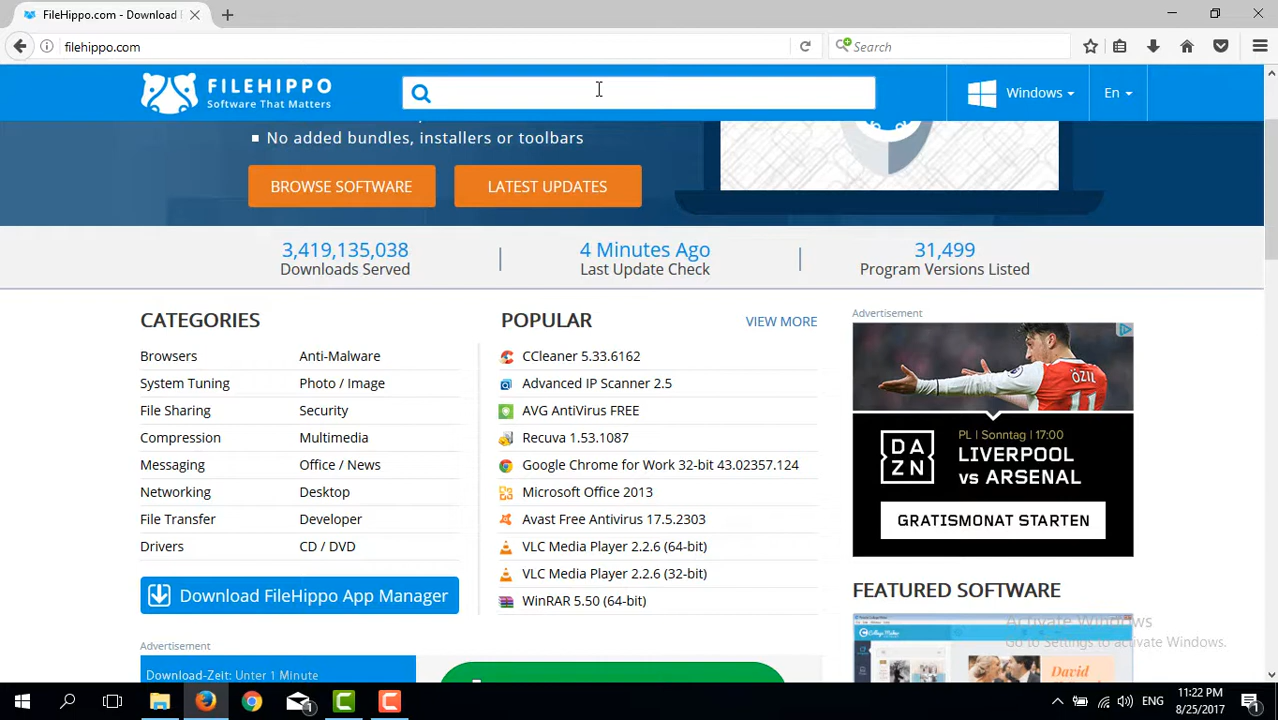 FileHippo.com - Download
filehippo.com
Search
FILEHIPPO
Software That Matters
Windows
En
No added bundles, installers or toolbars
BROWSE SOFTWARE
LATEST UPDATES
3,419,135,038
Downloads Served
4 Minutes Ago
Last Update Check
31,499
Program Versions Listed
CATEGORIES
Browsers
Anti-Malware
System Tuning
Photo / Image
File Sharing
Security
Compression
Multimedia
Messaging
Office / News
Networking
Desktop
File Transfer
Developer
Drivers
CD / DVD
Download FileHippo App Manager
Advertisement
Download-Zeit: Unter 1 Minute
POPULAR
VIEW MORE
CCleaner 5.33.6162
Advanced IP Scanner 2.5
AVG AntiVirus FREE
Recuva 1.53.1087
Google Chrome for Work 32-bit 43.02357.124
Microsoft Office 2013
Avast Free Antivirus 17.5.2303
VLC Media Player 2.2.6 (64-bit)
VLC Media Player 2.2.6 (32-bit)
WinRAR 5.50 (64-bit)
Advertisement
ÖZIL
11
DA
ZN
PL | Sonntag | 17:00
LIVERPOOL
vs ARSENAL
GRATISMONAT STARTEN
FEATURED SOFTWARE
Collage Maker
David
Activate Windows
Go to Settings to activate Windows.
1
ENG
11:22 PM
8/25/2017
1